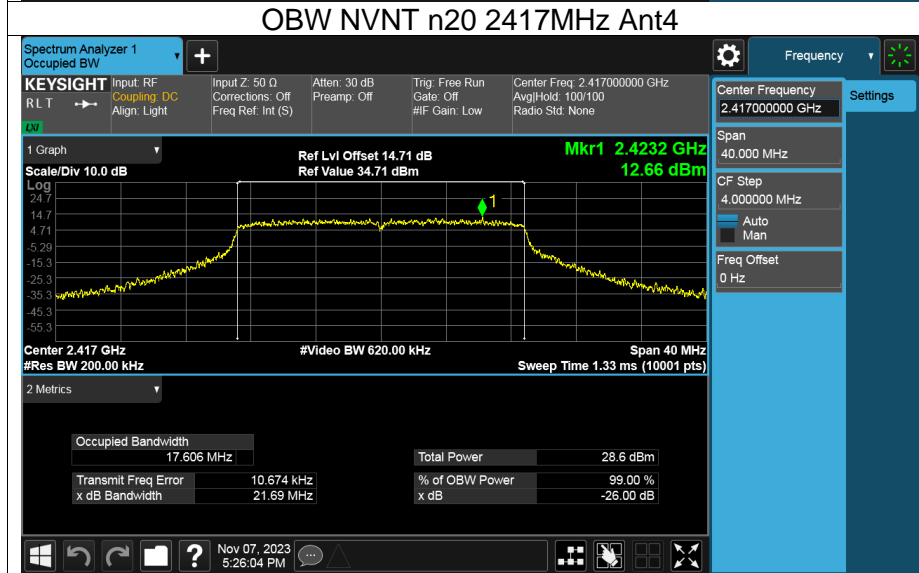 OBW NVNT n20 2417MHz Ant4
Spectrum Analyzer 1
Occupied BW
+
Frequency
KEYSIGHT
RLT
LXI
Input: RF
Coupling: DC
Align: Light
Input Z: 50 Ω
Corrections: Off
Freq Ref: Int (S)
Atten: 30 dB
Preamp: Off
Trig: Free Run
Gate: Off
#IF Gain: Low
Center Freq: 2.417000000 GHz
Avg|Hold: 100/100
Radio Std: None
Center Frequency
2.417000000 GHz
Settings
Span
40.000 MHz
CF Step
4.000000 MHz
Auto
Man
Freq Offset
0 Hz
1 Graph
Scale/Div 10.0 dB
Ref Lvl Offset 14.71 dB
Ref Value 34.71 dBm
Mkr1 2.4232 GHz
12.66 dBm
Log
24.7
14.7
4.71
-5.29
-15.3
-25.3
-35.3
-45.3
-55.3
1
Center 2.417 GHz
#Res BW 200.00 kHz
#Video BW 620.00 kHz
Span 40 MHz
Sweep Time 1.33 ms (10001 pts)
2 Metrics
Occupied Bandwidth
17.606 MHz
Transmit Freq Error 10.674 kHz
x dB Bandwidth 21.69 MHz
Total Power 28.6 dBm
% of OBW Power 99.00 %
x dB -26.00 dB
?
Nov 07, 2023
5:26:04 PM